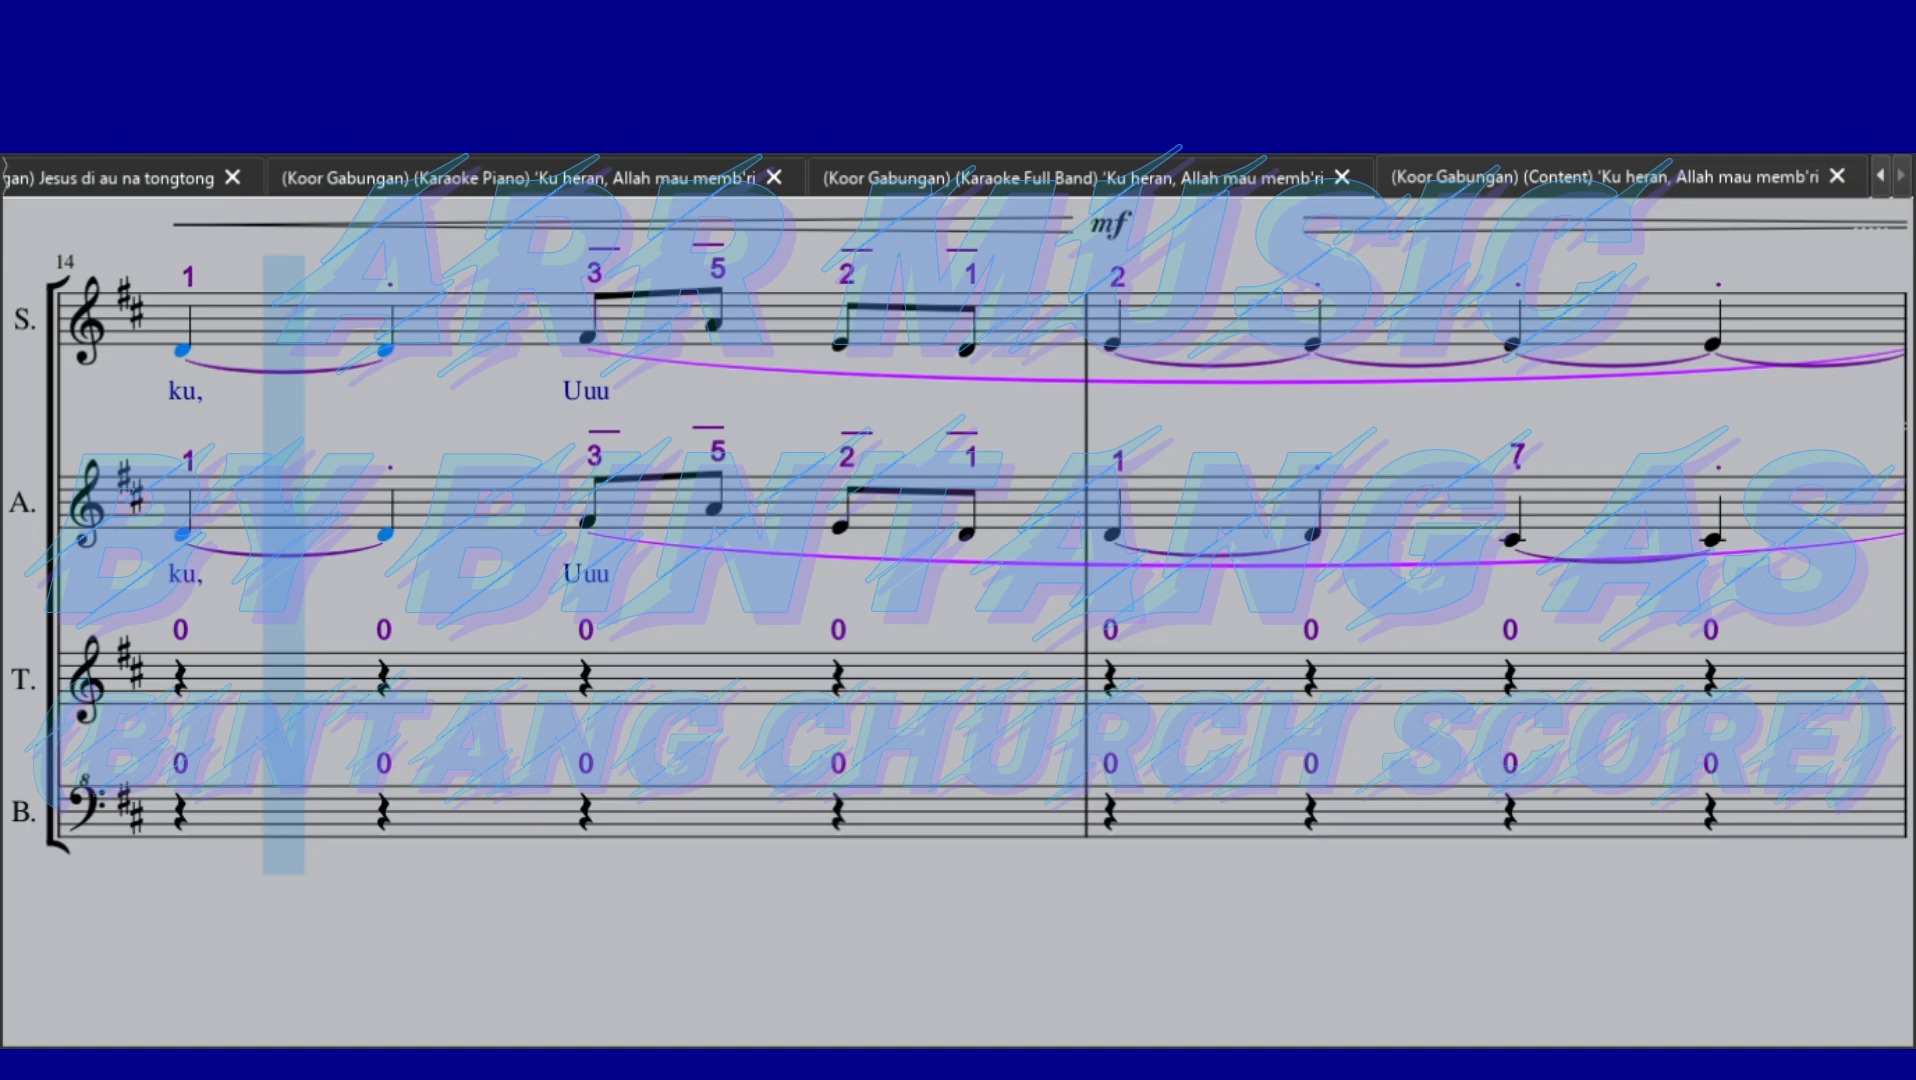 gan) Jesus di au na tongtong
(Koor Gabungan) (Karaoke Piano) 'Ku heran, Allah mau memb'ri
(Koor Gabungan) (Karaoke Full Band) 'Ku heran, Allah mau memb'ri
(Koor Gabungan) (Content) 'Ku heran, Allah mau memb'ri
ARR MUSIC
mf
14
1 . 3 5 2 1 2 . . .
S.
ku, Uuu
1 . 3 5 2 1 1 . 7 .
A.
BY BINTANG AS
ku, Uuu
0 0 0 0 0 0 0 0
T.
(BINTANG CHURCH SCORE)
0 0 0 0 0 0 0 0
8
B.